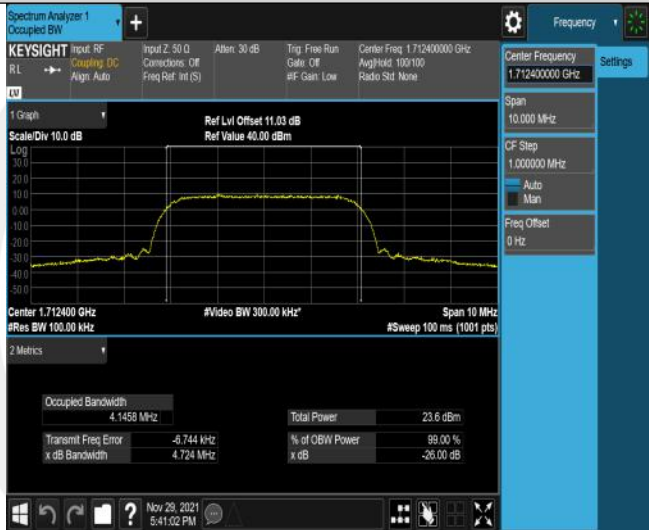 Spectrum Analyzer 1
Occupied BW
+
Frequency
KEYSIGHT
RL
Input: RF
Coupling: DC
Align: Auto
Input Z: 50 Ω
Corrections: Off
Freq Ref: Int (S)
Atten: 30 dB
Trig: Free Run
Gate: Off
#IF Gain: Low
Center Freq: 1.712400000 GHz
Avg|Hold: 100/100
Radio Std: None
Center Frequency
1.712400000 GHz
Settings
Span
10.000 MHz
CF Step
1.000000 MHz
Auto
Man
Freq Offset
0 Hz
1 Graph
Scale/Div 10.0 dB
Ref Lvl Offset 11.03 dB
Ref Value 40.00 dBm
Log
30.0
20.0
10.0
0.00
-10.0
-20.0
-30.0
-40.0
-50.0
Center 1.712400 GHz
#Res BW 100.00 kHz
#Video BW 300.00 kHz*
Span 10 MHz
#Sweep 100 ms (1001 pts)
2 Metrics
Occupied Bandwidth
4.1458 MHz
Total Power 23.6 dBm
Transmit Freq Error -6.744 kHz
% of OBW Power 99.00 %
x dB Bandwidth 4.724 MHz
x dB -26.00 dB
?
Nov 29, 2021
5:41:02 PM